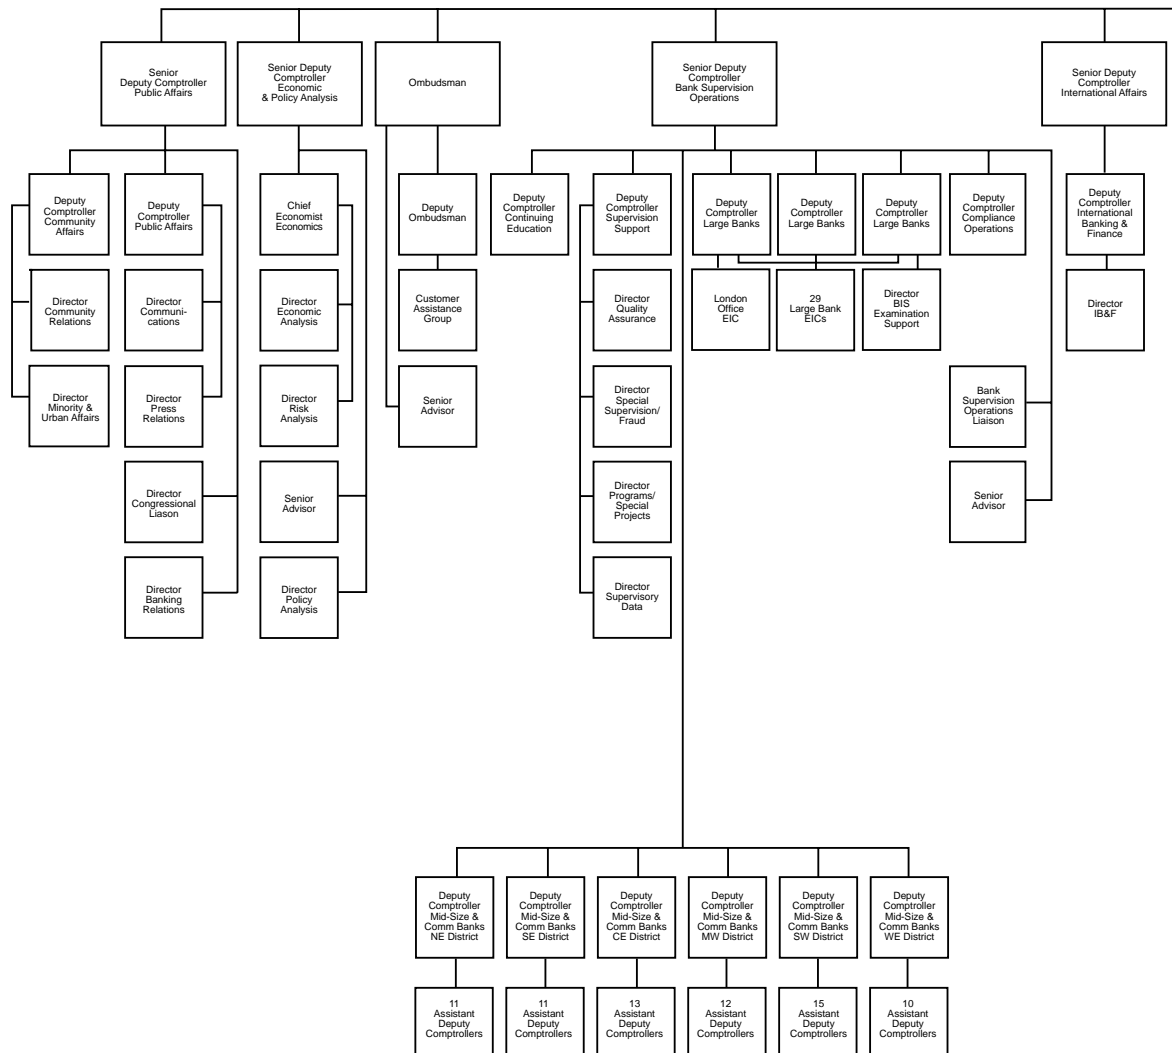 Senior
Deputy Comptroller
Public Affairs
Senior Deputy
Comptroller
Economic
& Policy Analysis
Ombudsman
Senior Deputy
Comptroller
Bank Supervision
Operations
Senior Deputy
Comptroller
International Affairs
Deputy
Comptroller
Community
Affairs
Deputy
Comptroller
Public Affairs
Chief
Economist
Economics
Deputy
Ombudsman
Deputy
Comptroller
Continuing
Education
Deputy
Comptroller
Supervision
Support
Deputy
Comptroller
Large Banks
Deputy
Comptroller
Large Banks
Deputy
Comptroller
Large Banks
Deputy
Comptroller
Compliance
Operations
Deputy
Comptroller
International
Banking &
Finance
Director
Community
Relations
Director
Communi-
cations
Director
Economic
Analysis
Customer
Assistance
Group
Director
Quality
Assurance
London
Office
EIC
29
Large Bank
EICs
Director
BIS
Examination
Support
Director
IB&F
Director
Minority &
Urban Affairs
Director
Press
Relations
Director
Risk
Analysis
Senior
Advisor
Director
Special
Supervision/
Fraud
Bank
Supervision
Operations
Liaison
Director
Congressional
Liason
Senior
Advisor
Director
Programs/
Special
Projects
Senior
Advisor
Director
Banking
Relations
Director
Policy
Analysis
Director
Supervisory
Data
Deputy
Comptroller
Mid-Size &
Comm Banks
NE District
Deputy
Comptroller
Mid-Size &
Comm Banks
SE District
Deputy
Comptroller
Mid-Size &
Comm Banks
CE District
Deputy
Comptroller
Mid-Size &
Comm Banks
MW District
Deputy
Comptroller
Mid-Size &
Comm Banks
SW District
Deputy
Comptroller
Mid-Size &
Comm Banks
WE District
11
Assistant
Deputy
Comptrollers
11
Assistant
Deputy
Comptrollers
13
Assistant
Deputy
Comptrollers
12
Assistant
Deputy
Comptrollers
15
Assistant
Deputy
Comptrollers
10
Assistant
Deputy
Comptrollers